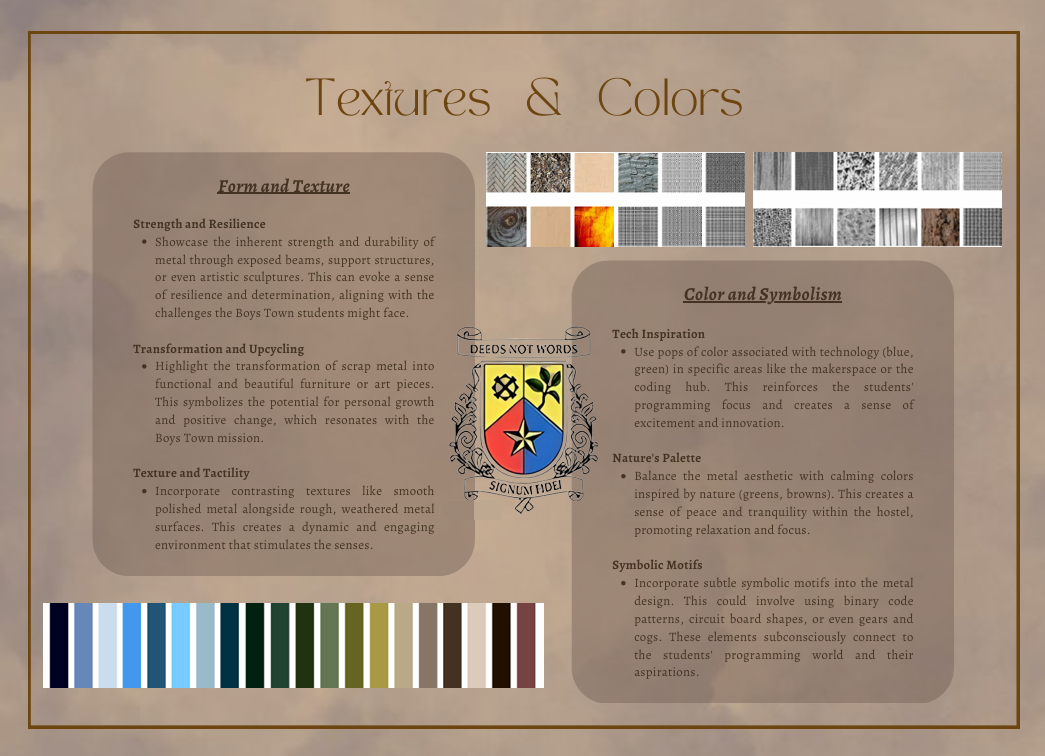 Textures & Colors
Form and Texture
Strength and Resilience
• Showcase the inherent strength and durability of
metal through exposed beams, support structures,
or even artistic sculptures. This can evoke a sense
of resilience and determination, aligning with the
challenges the Boys Town students might face.
Transformation and Upcycling
• Highlight the transformation of scrap metal into
functional and beautiful furniture or art pieces.
This symbolizes the potential for personal growth
and positive change, which resonates with the
Boys Town mission.
Texture and Tactility
• Incorporate contrasting textures like smooth
polished metal alongside rough, weathered metal
surfaces. This creates a dynamic and engaging
environment that stimulates the senses.
DEEDS NOT WORDS
SIGNUM FIDEI
Color and Symbolism
Tech Inspiration
• Use pops of color associated with technology (blue,
green) in specific areas like the makerspace or the
coding hub. This reinforces the students'
programming focus and creates a sense of
excitement and innovation.
Nature's Palette
• Balance the metal aesthetic with calming colors
inspired by nature (greens, browns). This creates a
sense of peace and tranquility within the hostel,
promoting relaxation and focus.
Symbolic Motifs
• Incorporate subtle symbolic motifs into the metal
design. This could involve using binary code
patterns, circuit board shapes, or even gears and
cogs. These elements subconsciously connect to
the students' programming world and their
aspirations.